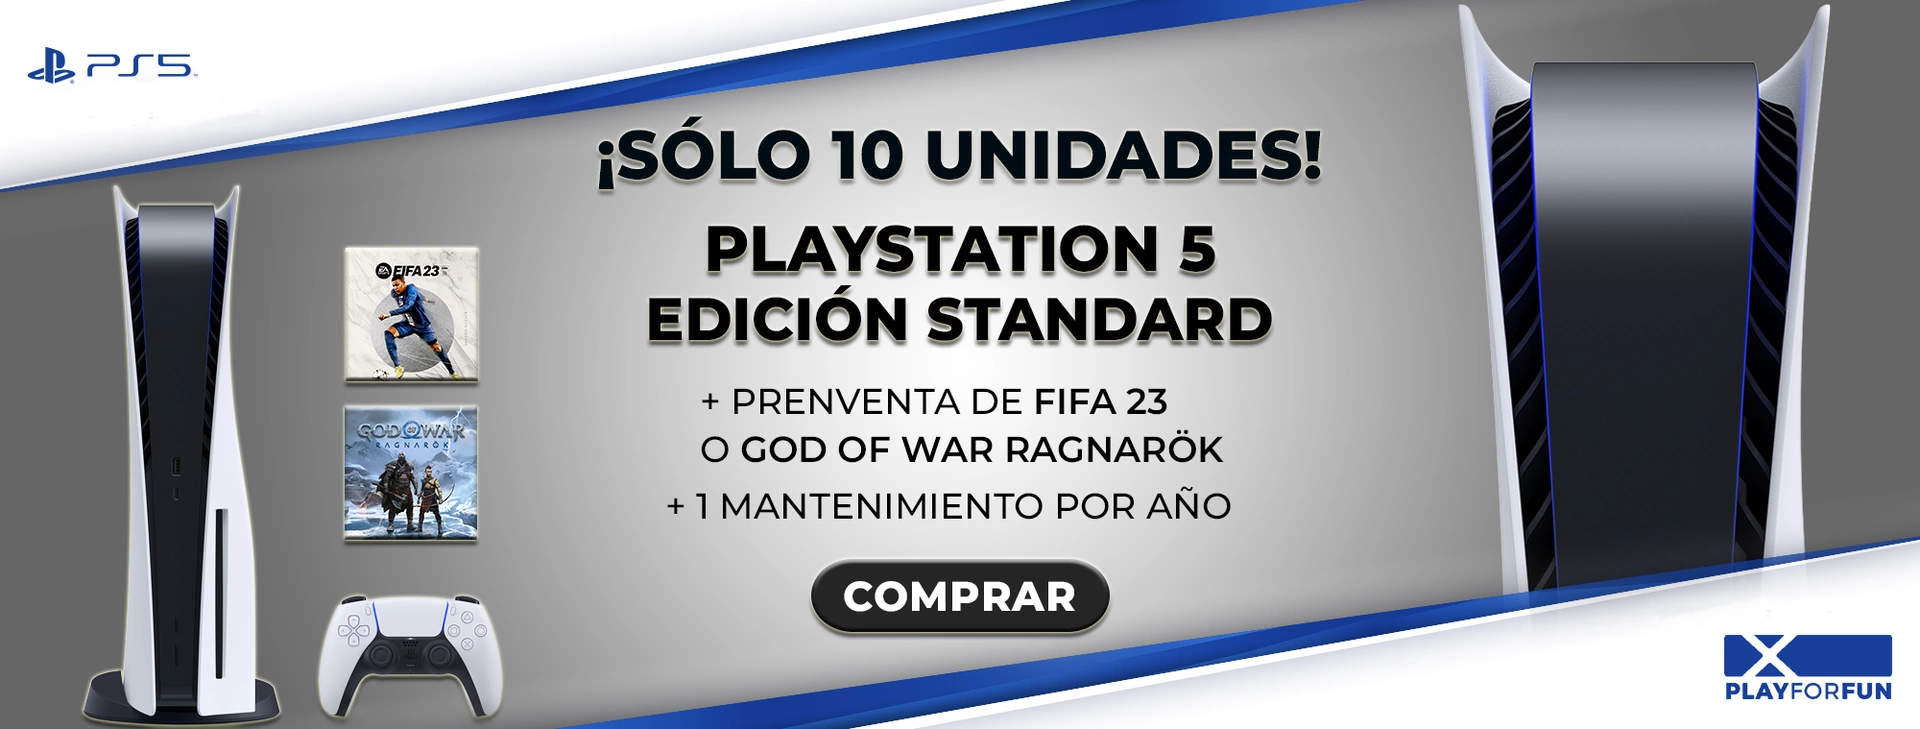 PS5
¡SÓLO 10 UNIDADES!
PLAYSTATION 5
EDICIÓN STANDARD
EA FIFA 23
+ PRENVENTA DE FIFA 23
GOD OF WAR
RAGNARÖK
O GOD OF WAR RAGNARÖK
+ 1 MANTENIMIENTO POR AÑO
COMPRAR
PLAYFORFUN